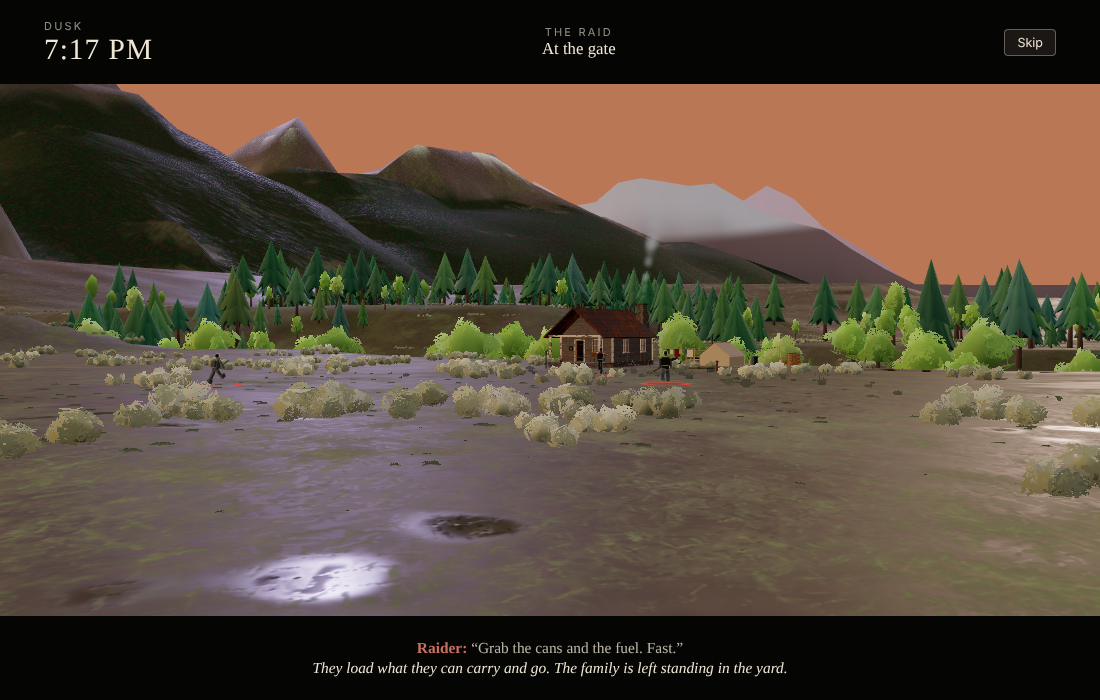 DUSK
7:17 PM
THE RAID
At the gate
Skip
Raider: “Grab the cans and the fuel. Fast.”
They load what they can carry and go. The family is left standing in the yard.